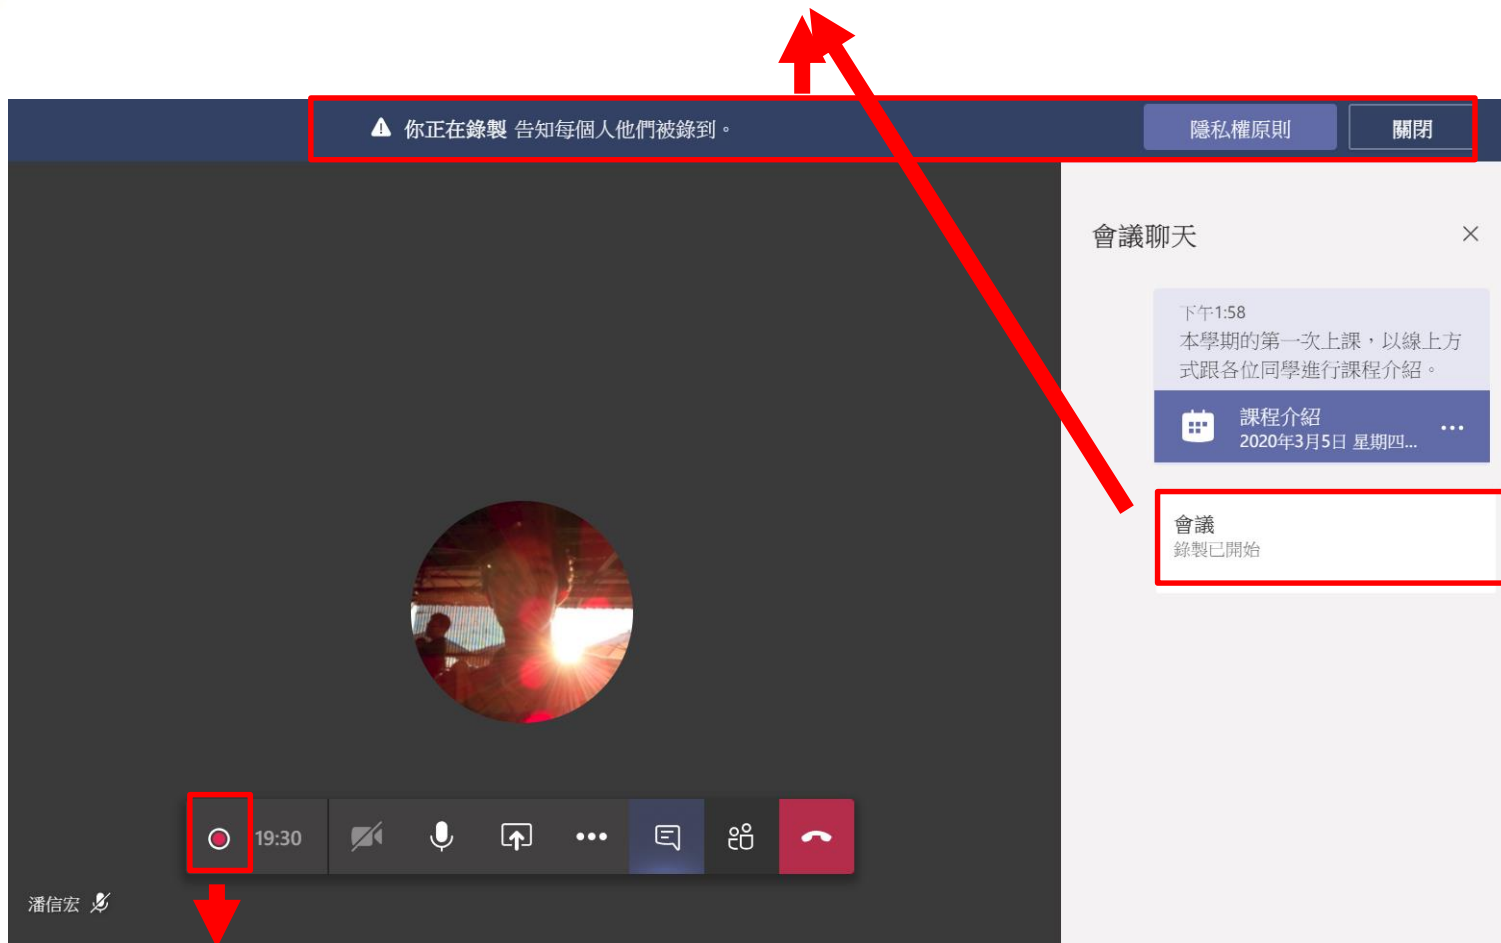 你正在錄製 告知每個人他們被錄到。
隱私權原則
關閉
會議聊天
下午1:58
本學期的第一次上課，以線上方
式跟各位同學進行課程介紹。
課程介紹
2020年3月5日 星期四...
會議
錄製已開始
19:30
潘信宏